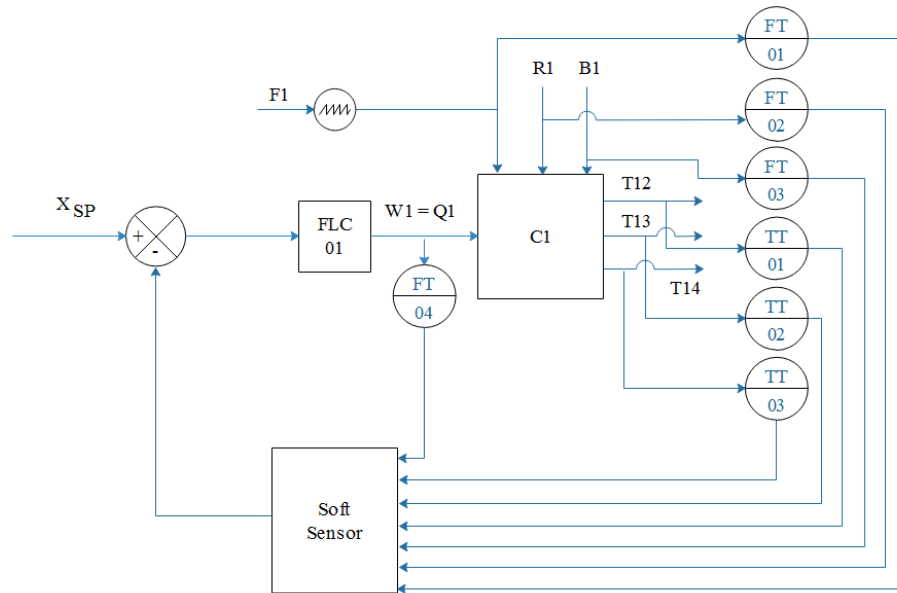 FT
01
F1
R1 B1
FT
02
FT
03
X SP
+
-
FLC
01
W1 = Q1
C1
T12
T13
T14
TT
01
FT
04
TT
02
TT
03
Soft
Sensor